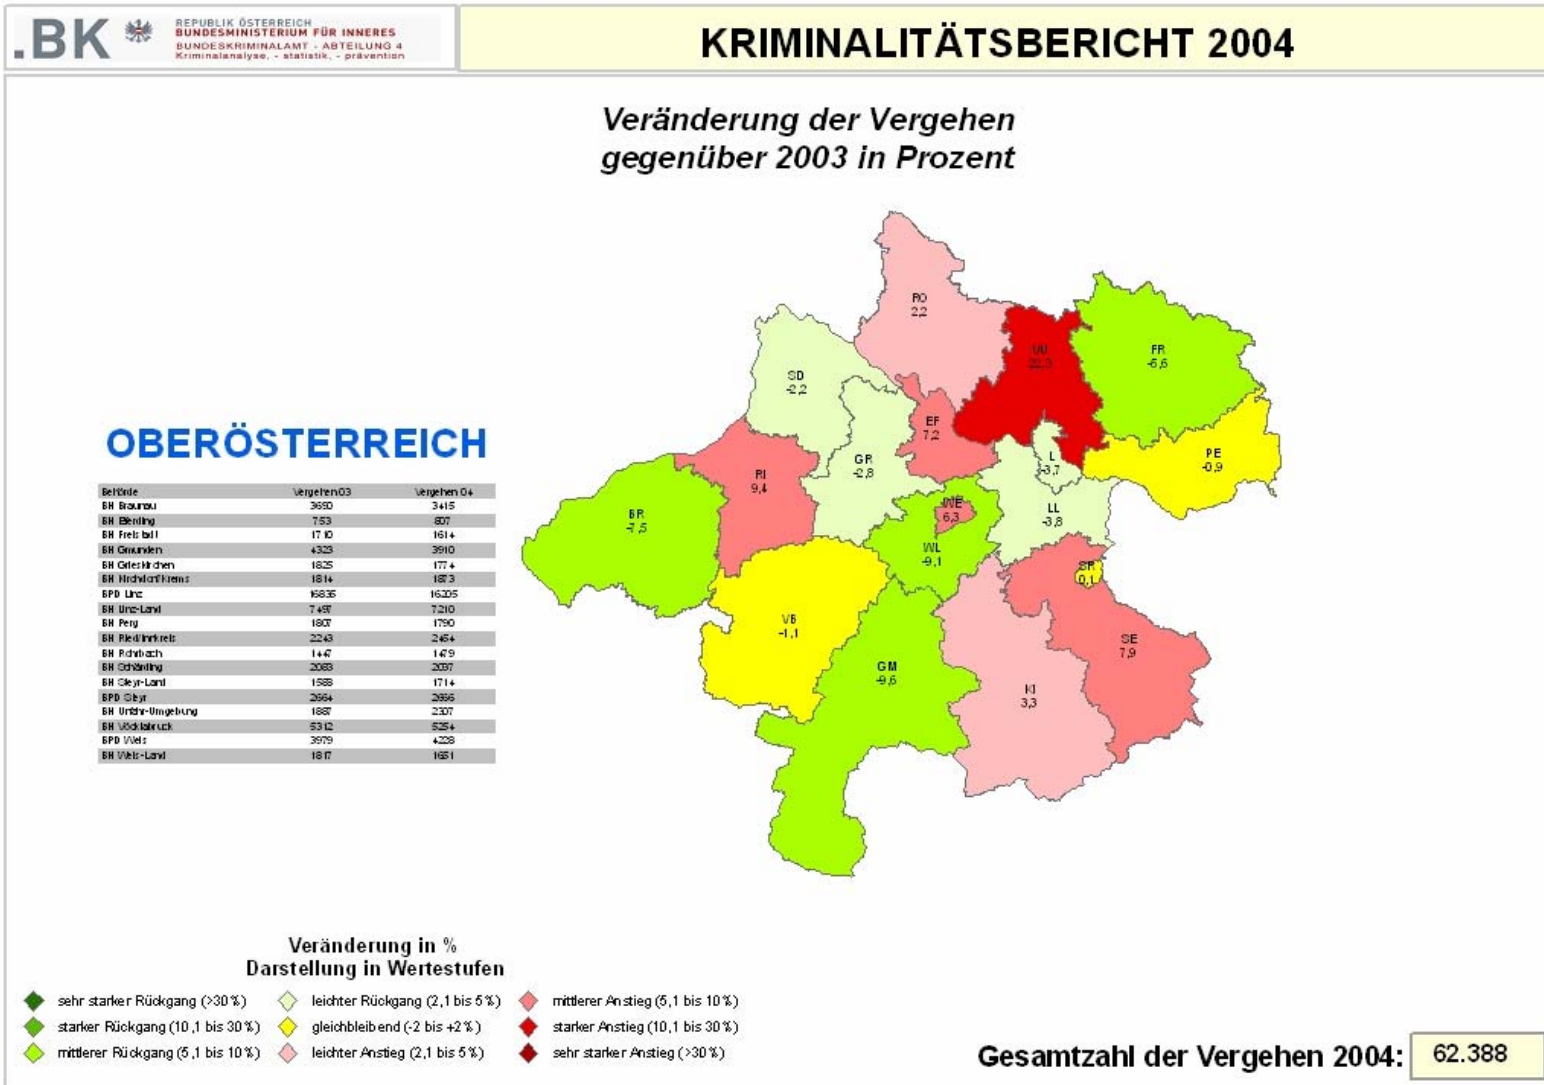 .BK
REPUBLIK ÖSTERREICH
BUNDESMINISTERIUM FÜR INNERES
BUNDESKRIMINALAMT - ABTEILUNG 4
Kriminalanalyse, - statistik, - prävention
KRIMINALITÄTSBERICHT 2004
Veränderung der Vergehen
gegenüber 2003 in Prozent
OBERÖSTERREICH
Behörde Vergehen 03 Vergehen 04
BH Braunau 3690 3415
BH 753 807
BH Freistadt 1710 1614
BH Gmunden 4323 3910
BH Grieskirchen 1825 1774
BH Kirchdorf/Krems 1814 1873
BPD Linz 16835 16205
BH Linz-Land 7497 7210
BH Perg 1807 1790
BH Ried/Innkreis 2243 2454
BH Rohrbach 1447 1479
BH Schärding 2083 2037
BH Steyr-Land 1588 1714
BPD Steyr 2664 2666
BH Urfahr-Umgebung 1887 2307
BH Vöcklabruck 5312 5254
BPD Wels 3979 4228
BH Wels-Land 1817 1651
RO
2,2
UU
22,3
FR
-5,6
SD
-2,2
EF
7,2
GR
-2,8
L
-3,7
PE
-0,9
RI
9,4
BR
-7,5
WE
6,3
LL
-3,8
WL
-9,1
SR
0,1
VB
-1,1
SE
7,9
GM
-9,6
KI
3,3
Veränderung in %
Darstellung in Wertestufen
sehr starker Rückgang (>30%)
starker Rückgang (10,1 bis 30%)
mittlerer Rückgang (5,1 bis 10%)
leichter Rückgang (2,1 bis 5%)
gleichbleibend (-2 bis +2%)
leichter Anstieg (2,1 bis 5%)
mittlerer Anstieg (5,1 bis 10%)
starker Anstieg (10,1 bis 30%)
sehr starker Anstieg (>30%)
Gesamtzahl der Vergehen 2004: 62.388